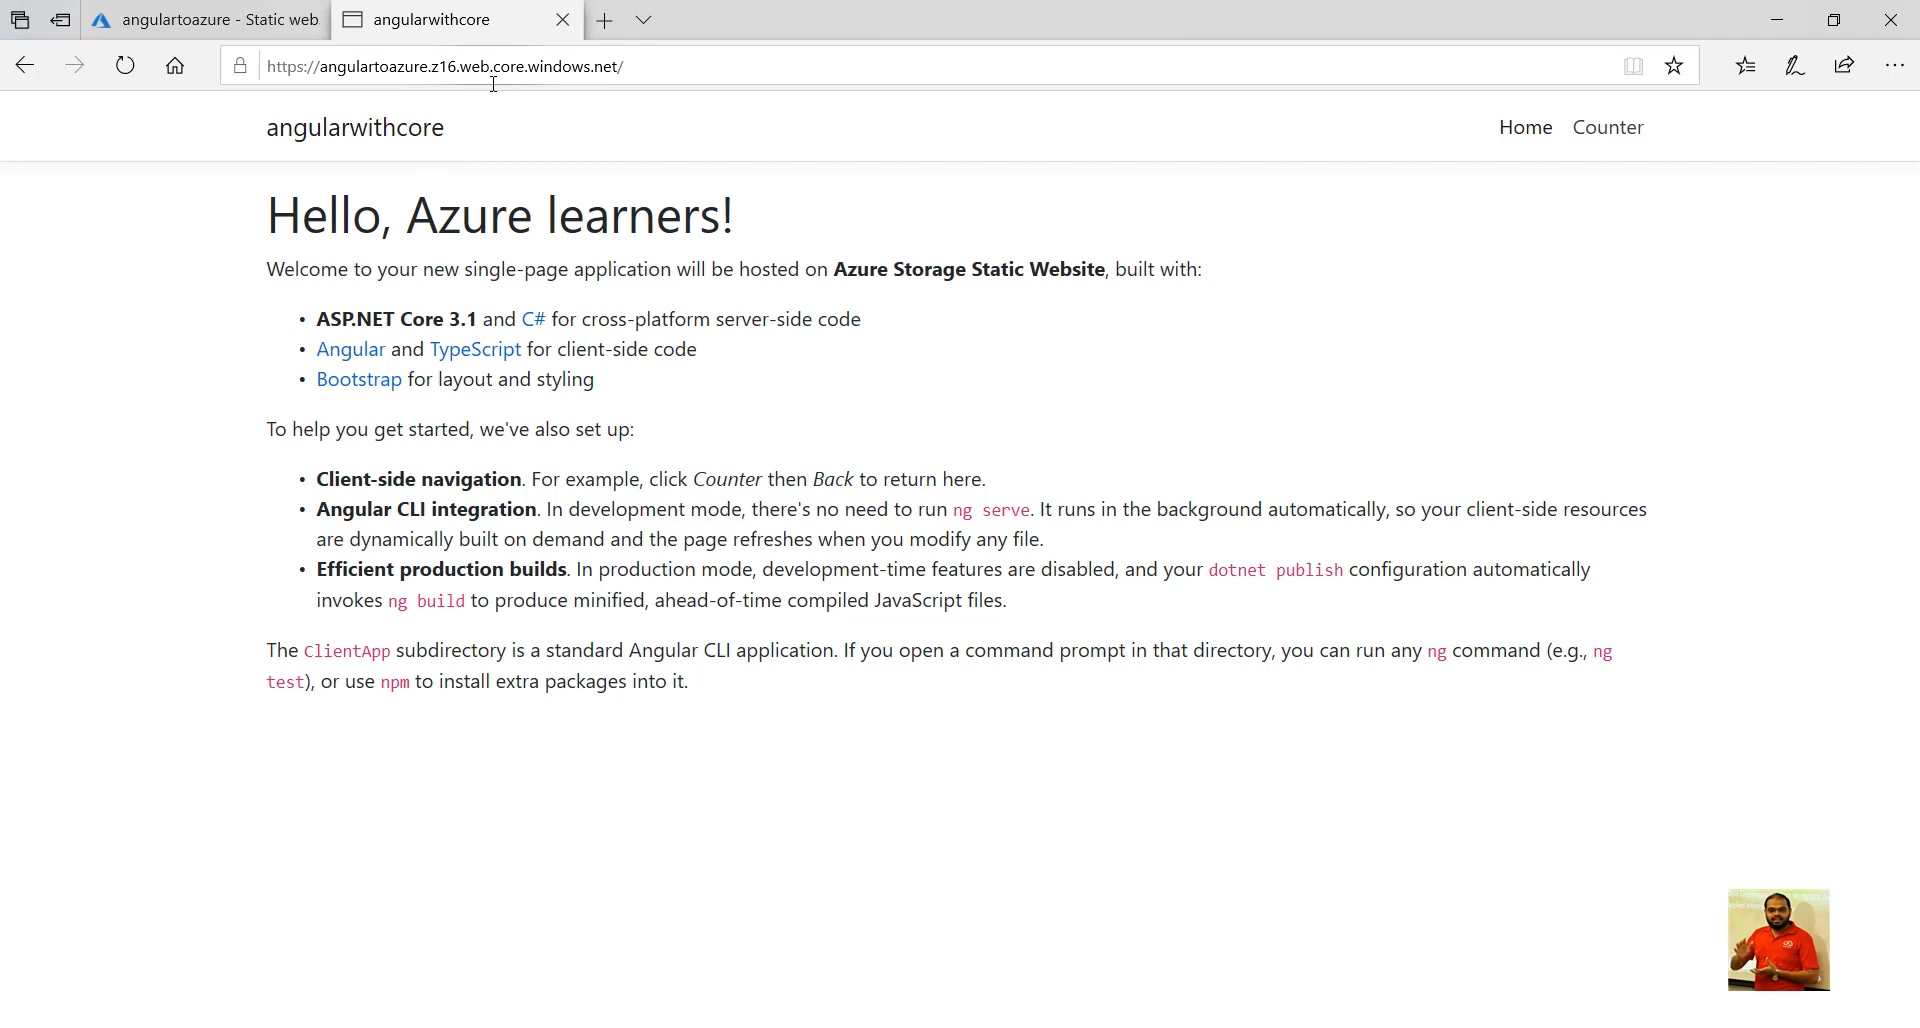 angulartoazure - Static web
angularwithcore
https://angulartoazure.z16.web.core.windows.net/
angularwithcore
Home
Counter
Hello, Azure learners!
Welcome to your new single-page application will be hosted on Azure Storage Static Website, built with:
• ASP.NET Core 3.1 and C# for cross-platform server-side code
• Angular and TypeScript for client-side code
• Bootstrap for layout and styling
To help you get started, we've also set up:
• Client-side navigation. For example, click Counter then Back to return here.
• Angular CLI integration. In development mode, there's no need to run ng serve. It runs in the background automatically, so your client-side resources
are dynamically built on demand and the page refreshes when you modify any file.
• Efficient production builds. In production mode, development-time features are disabled, and your dotnet publish configuration automatically
invokes ng build to produce minified, ahead-of-time compiled JavaScript files.
The ClientApp subdirectory is a standard Angular CLI application. If you open a command prompt in that directory, you can run any ng command (e.g., ng
test), or use npm to install extra packages into it.